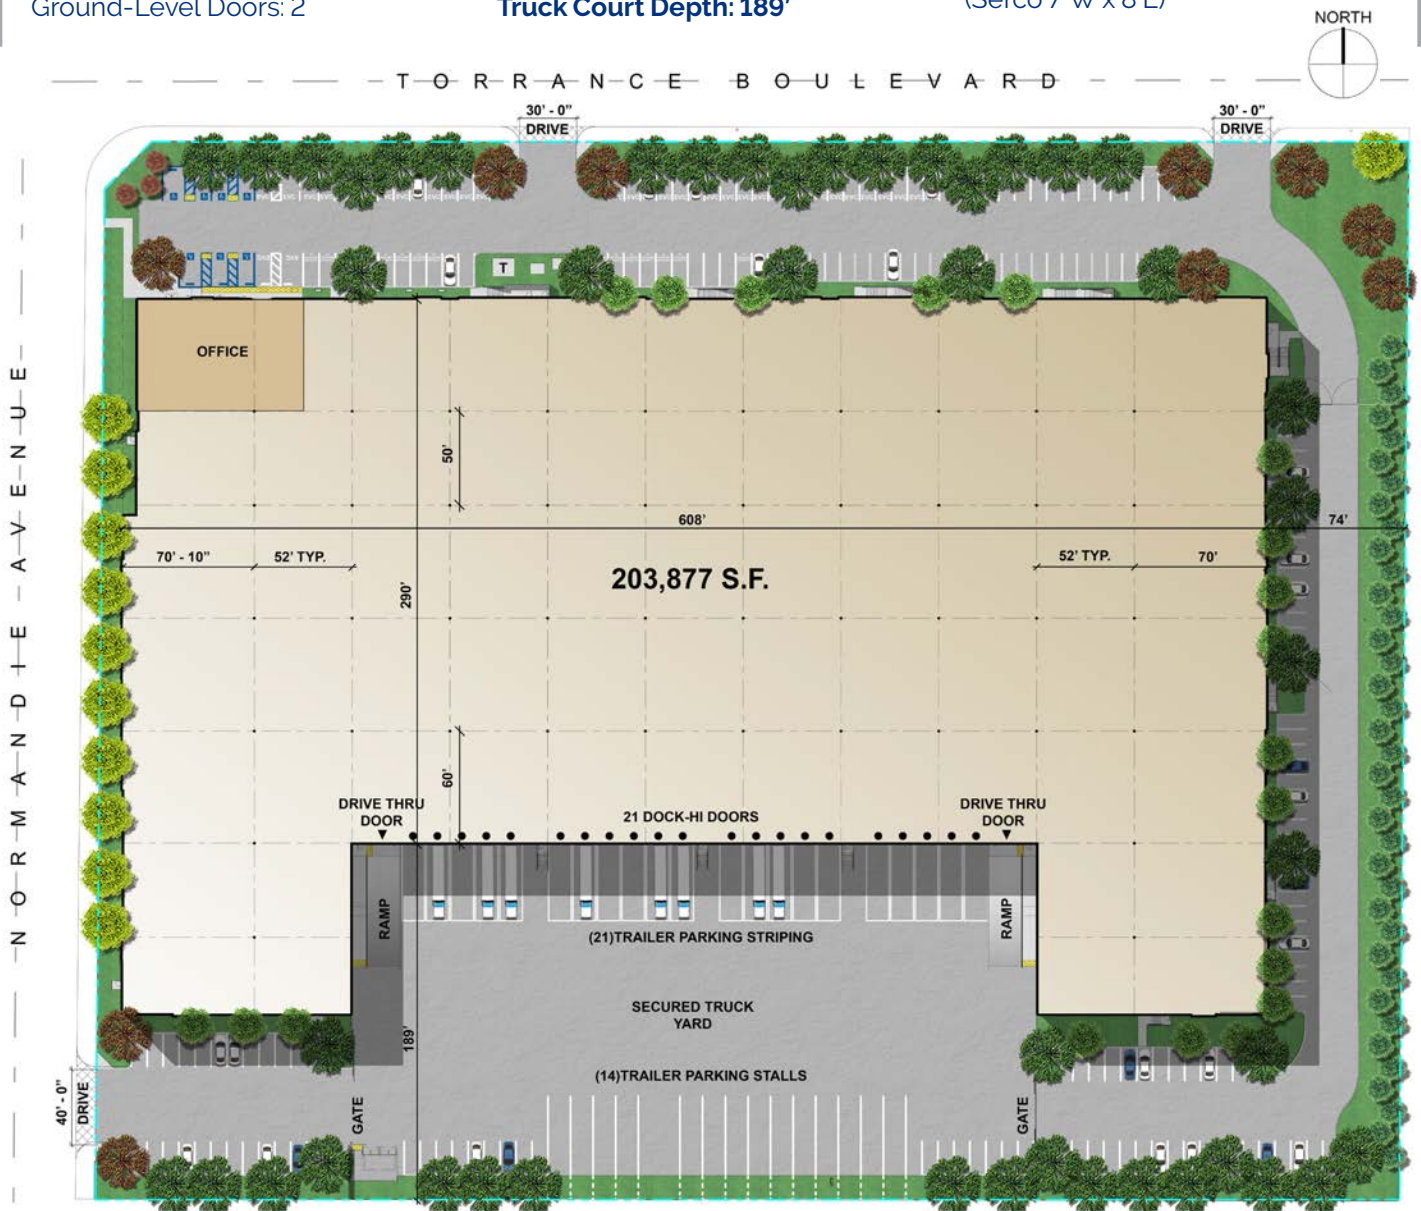 Ground-Level Doors: 2
Truck Court Depth: 189'
(Serco 7'W x 8'L)
NORTH
TORRANCE BOULEVARD
30' - 0"
DRIVE
30' - 0"
DRIVE
T
OFFICE
NORMANDIE AVENUE
50'
608'
74'
70' - 10"
52' TYP.
52' TYP.
70'
203,877 S.F.
290'
60'
DRIVE THRU
DOOR
21 DOCK-HI DOORS
DRIVE THRU
DOOR
RAMP
RAMP
(21)TRAILER PARKING STRIPING
SECURED TRUCK
YARD
189'
(14)TRAILER PARKING STALLS
40' - 0"
DRIVE
GATE
GATE